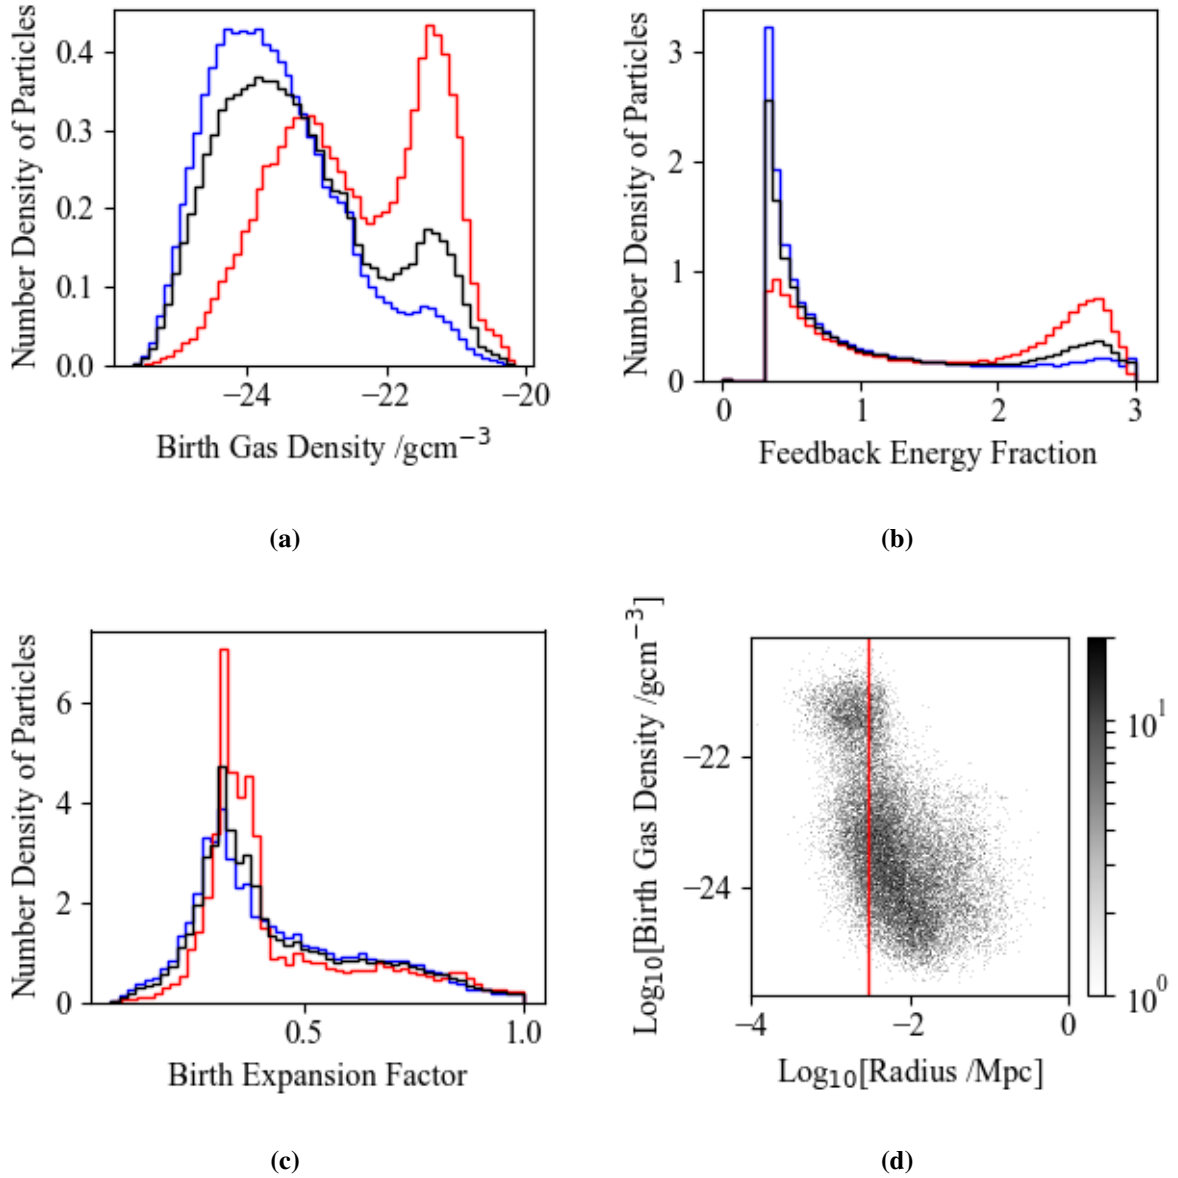 Number Density of Particles
0.4
0.3
0.2
0.1
0.0
−24
−22
−20
Birth Gas Density /gcm⁻³
(a)
Number Density of Particles
3
2
1
0
0
1
2
3
Feedback Energy Fraction
(b)
Number Density of Particles
6
4
2
0
0.5
1.0
Birth Expansion Factor
(c)
Log₁₀[Birth Gas Density /gcm⁻³]
−22
−24
−4
−2
0
Log₁₀[Radius /Mpc]
10¹
10⁰
(d)